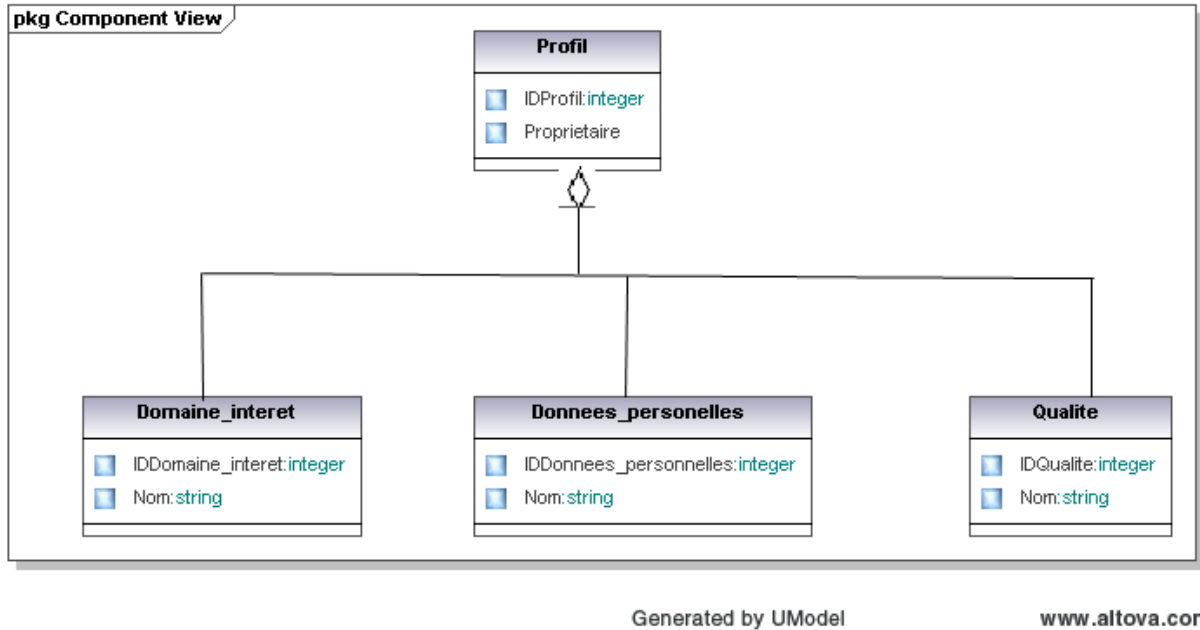 pkg Component View
Profil
IDProfil:integer
Proprietaire
Domaine_interet
IDDomaine_interet:integer
Nom:string
Donnees_personelles
IDDonnees_personnelles:integer
Nom:string
Qualite
IDQualite:integer
Nom:string
Generated by UModel
www.altova.cor